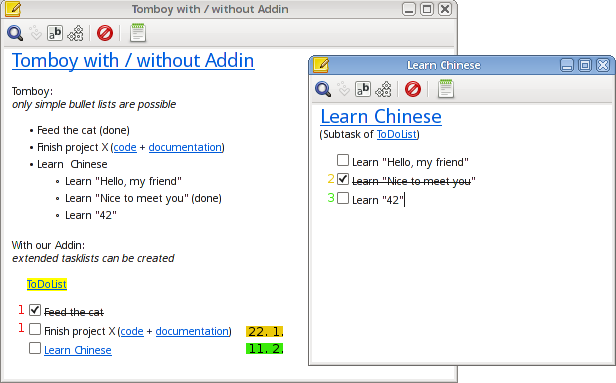 Tomboy with / without Addin
Tomboy with / without Addin
Tomboy:
only simple bullet lists are possible
• Feed the cat (done)
• Finish project X (code + documentation)
• Learn Chinese
◦ Learn "Hello, my friend"
◦ Learn "Nice to meet you" (done)
◦ Learn "42"
With our Addin:
extended tasklists can be created
ToDoList
1 Feed the cat
1 Finish project X (code + documentation) 22. 1.
Learn Chinese 11. 2.
Learn Chinese
Learn Chinese
(Subtask of ToDoList)
Learn "Hello, my friend"
2 Learn "Nice to meet you"
3 Learn "42"